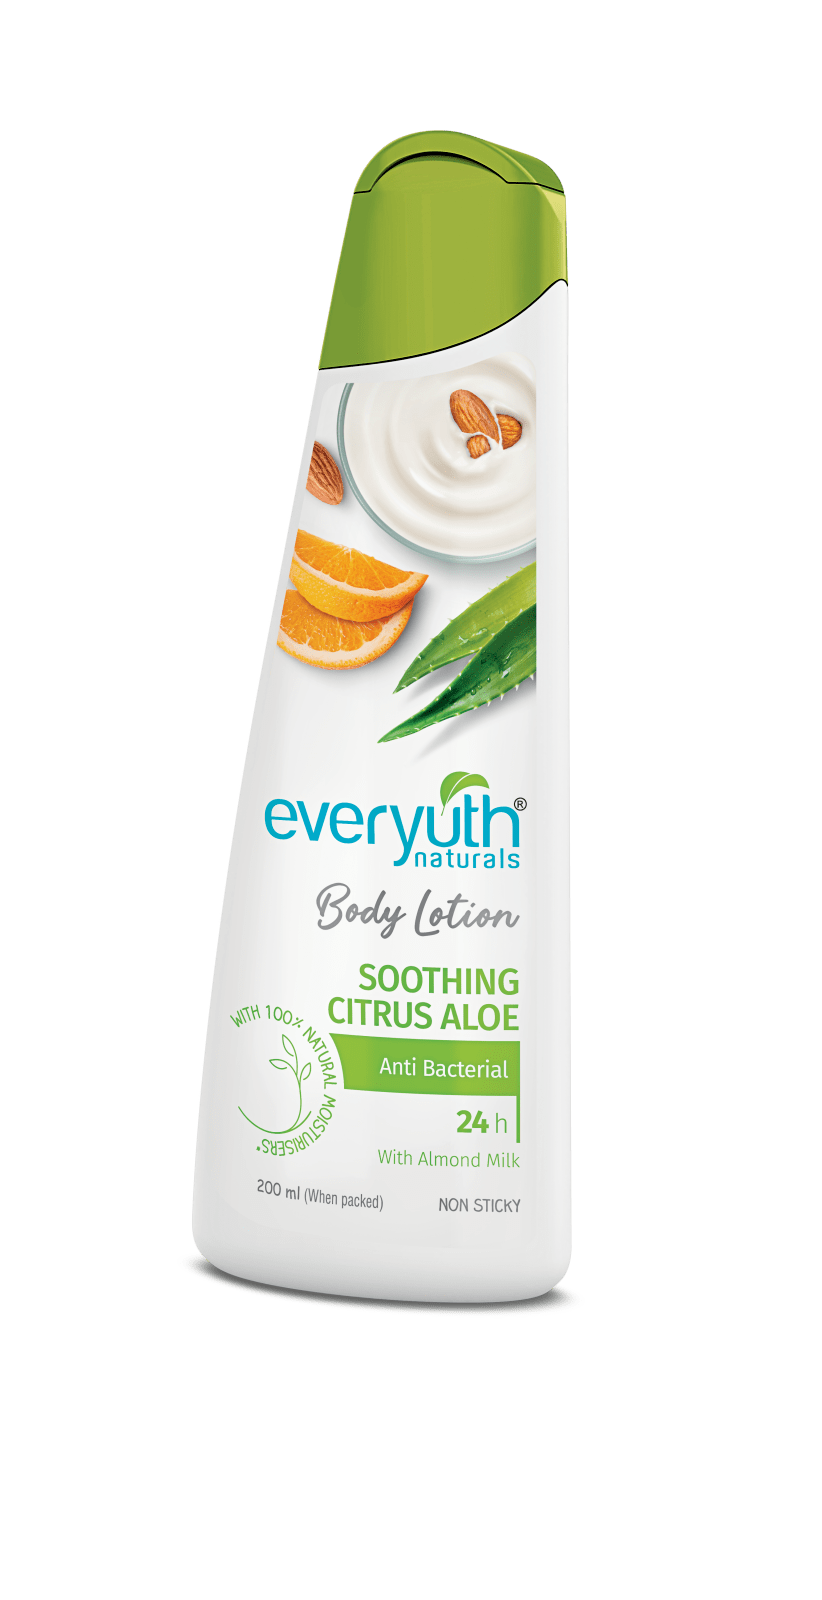 everyuth®
naturals
Body Lotion
SOOTHING
CITRUS ALOE
WITH 100% NATURAL MOISTURISERS*
Anti Bacterial
24 h
With Almond Milk
200 ml (When packed)
NON STICKY